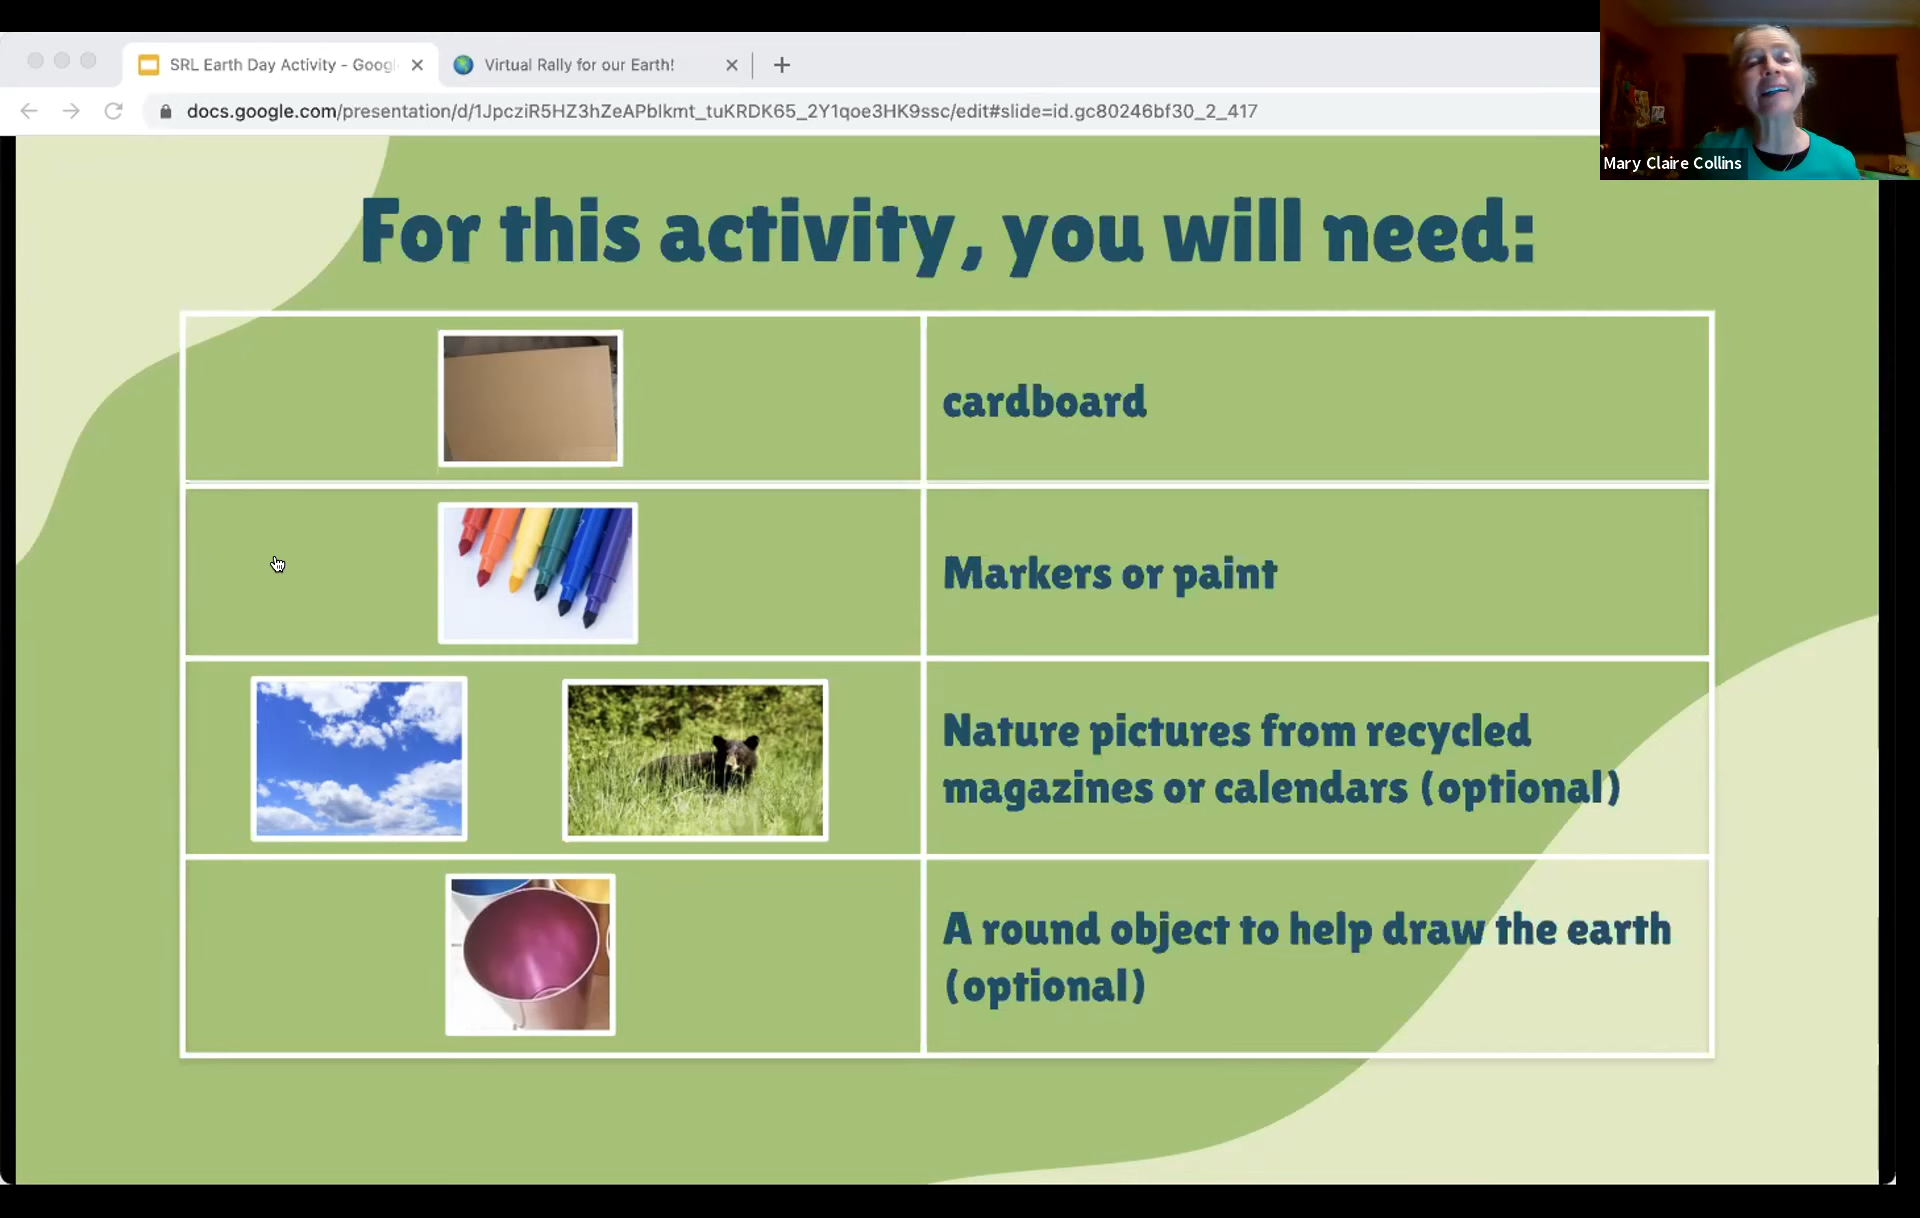 SRL Earth Day Activity - Googl
Virtual Rally for our Earth!
docs.google.com/presentation/d/1JpcziR5HZ3hZeAPblkmt_tuKRDK65_2Y1qoe3HK9ssc/edit#slide=id.gc80246bf30_2_417
Mary Claire Collins
For this activity, you will need:
cardboard
Markers or paint
Nature pictures from recycled
magazines or calendars (optional)
A round object to help draw the earth
(optional)